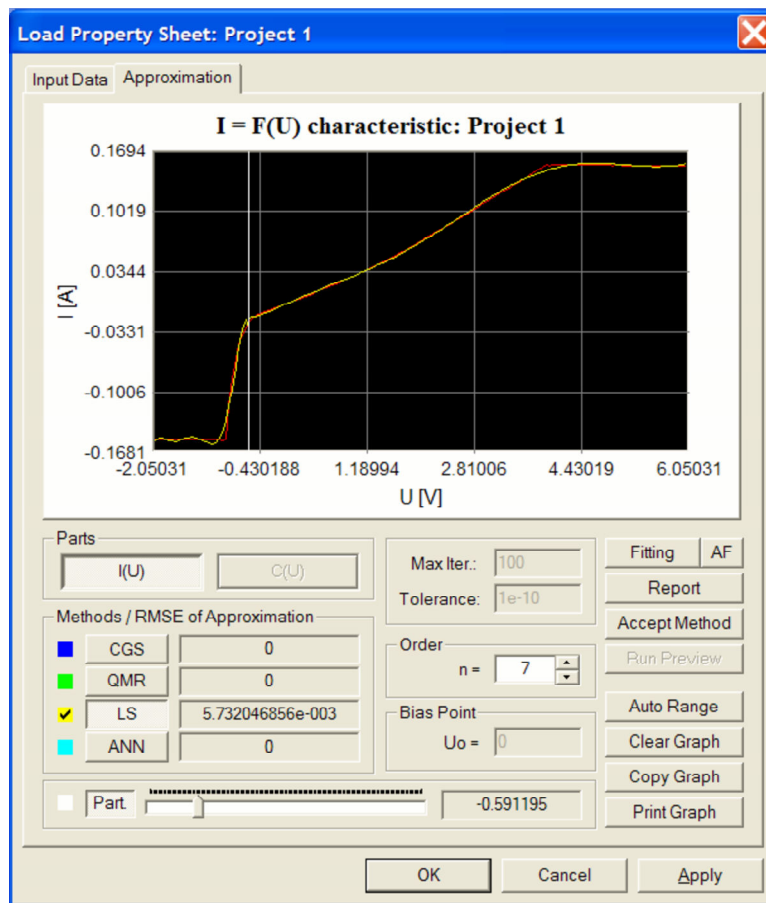 Load Property Sheet: Project 1
Input Data Approximation
I = F(U) characteristic: Project 1
0.1694
0.1019
0.0344
-0.0331
-0.1006
-0.1681
I [A]
-2.05031 -0.430188 1.18994 2.81006 4.43019 6.05031
U [V]
Parts
I(U) C(U)
Methods / RMSE of Approximation
CGS 0
QMR 0
LS 5.732046856e-003
ANN 0
Max Iter.: 100
Tolerance: 1e-10
Order
n = 7
Bias Point
Uo = 0
Fitting AF
Report
Accept Method
Run Preview
Auto Range
Clear Graph
Copy Graph
Print Graph
Part. -0.591195
OK Cancel Apply